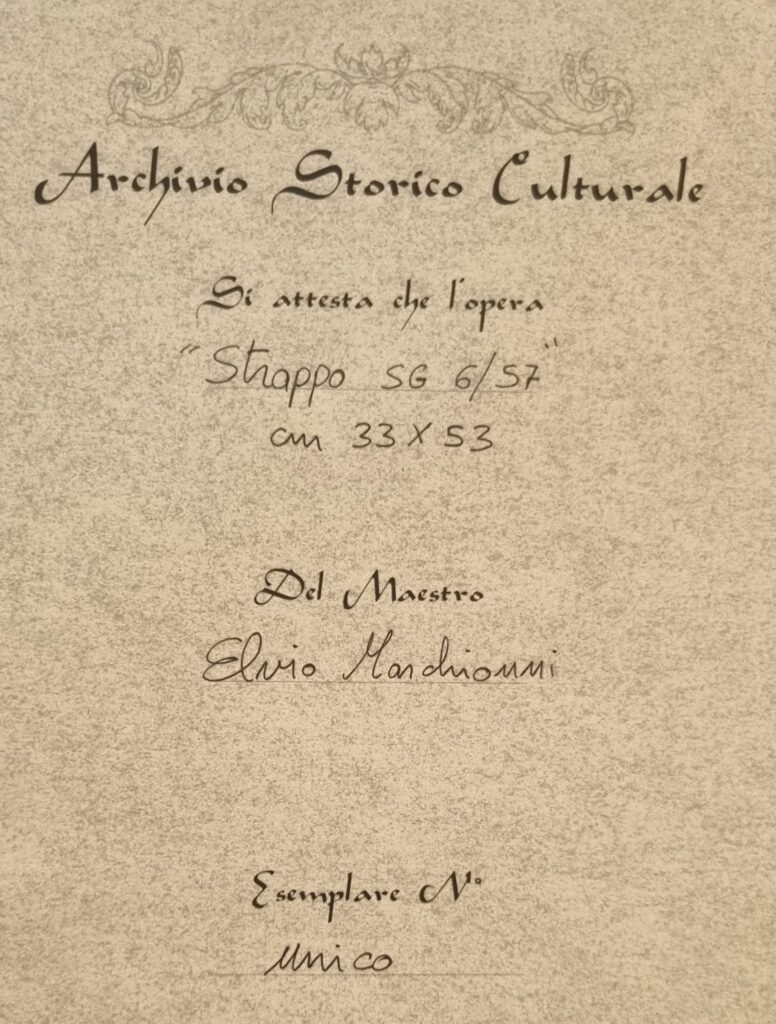 Archivio Storico Culturale
Si attesta che l'opera
"Strappo SG 6/57"
cm 33 X 53
Del Maestro
Elvio Marchionni
Esemplare N°
Unico